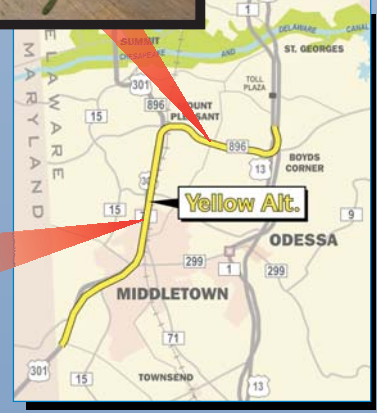 1
DELAWARE CANAL
SUMMIT
CHESAPEAKE AND
ST. GEORGES
MARYLAND
DELAWARE
301
TOLL
PLAZA
896
15
MOUNT
PLEASANT
896
13
BOYDS
CORNER
15
Yellow Alt.
9
ODESSA
299
1
299
MIDDLETOWN
71
301
15
TOWNSEND
13